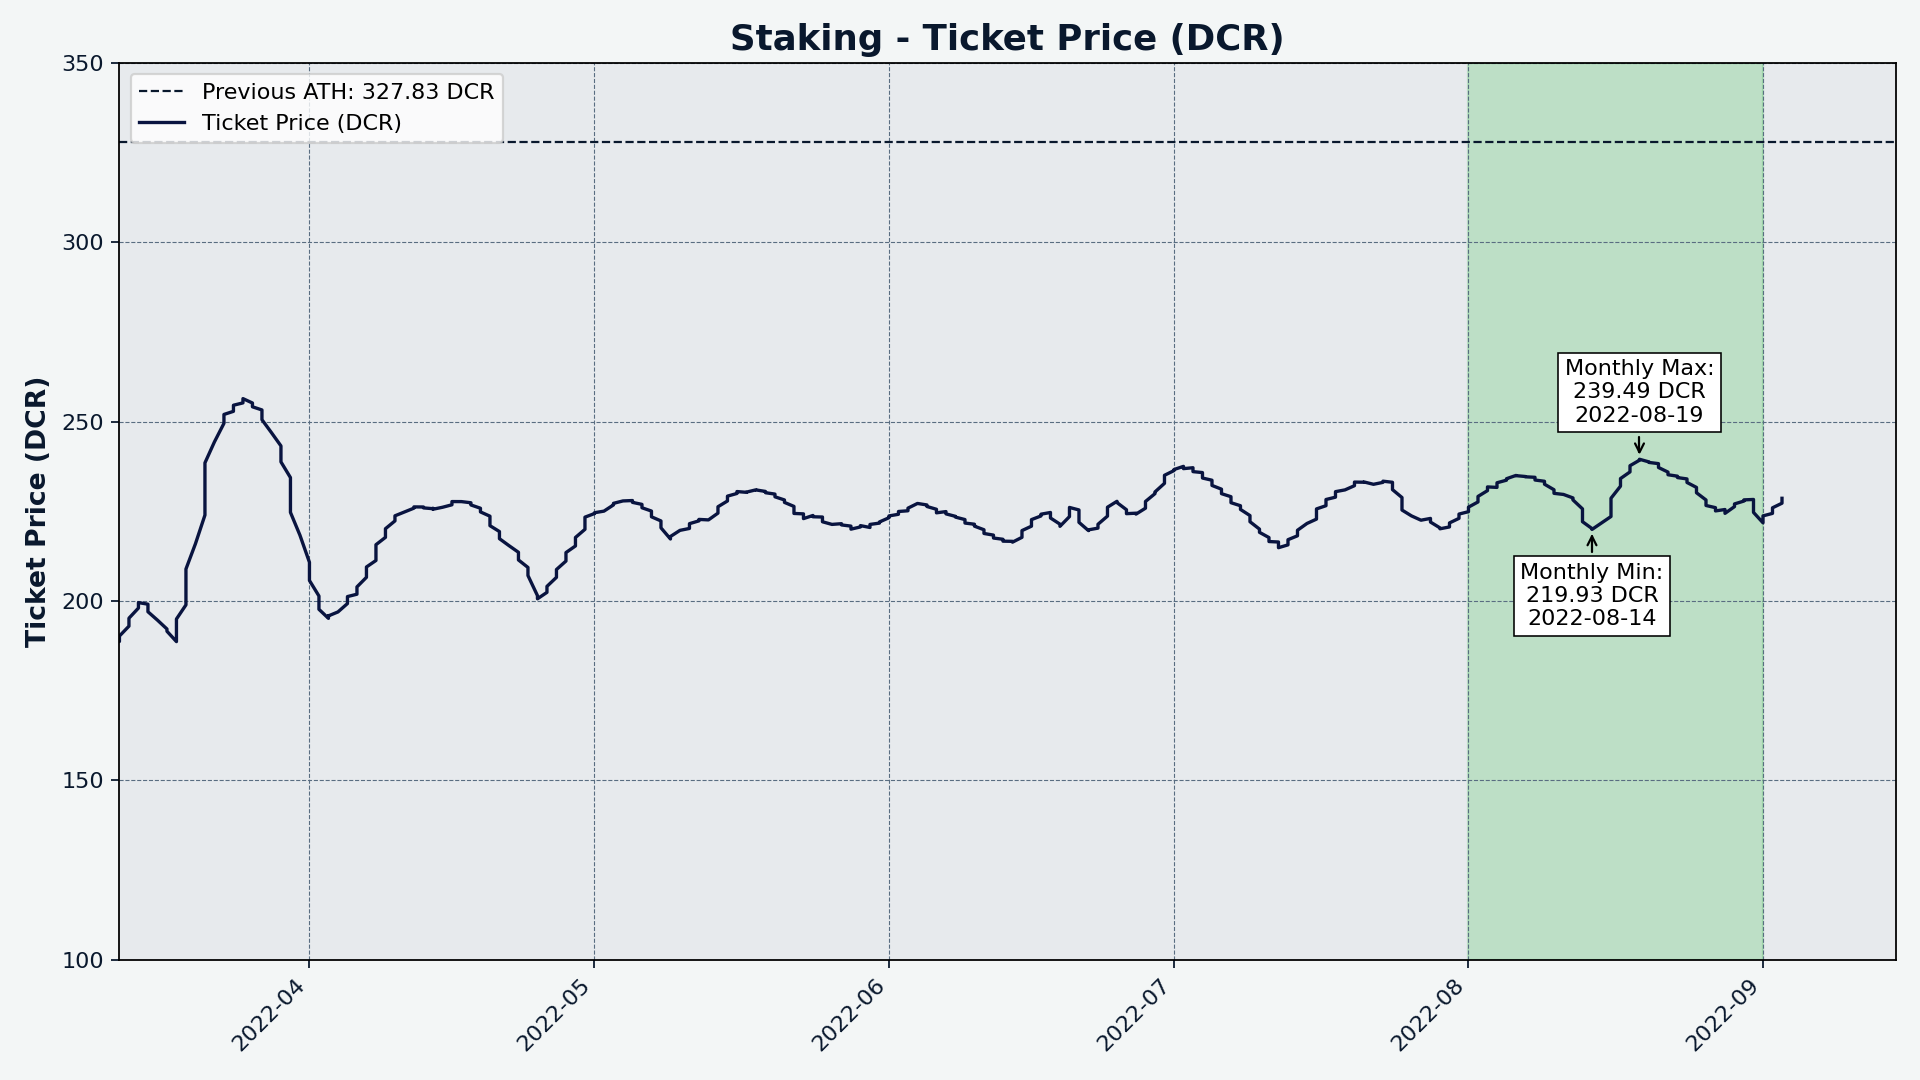 Staking - Ticket Price (DCR)
Previous ATH: 327.83 DCR
Ticket Price (DCR)
Ticket Price (DCR)
350
300
250
200
150
100
Monthly Max:
239.49 DCR
2022-08-19
Monthly Min:
219.93 DCR
2022-08-14
2022-04
2022-05
2022-06
2022-07
2022-08
2022-09